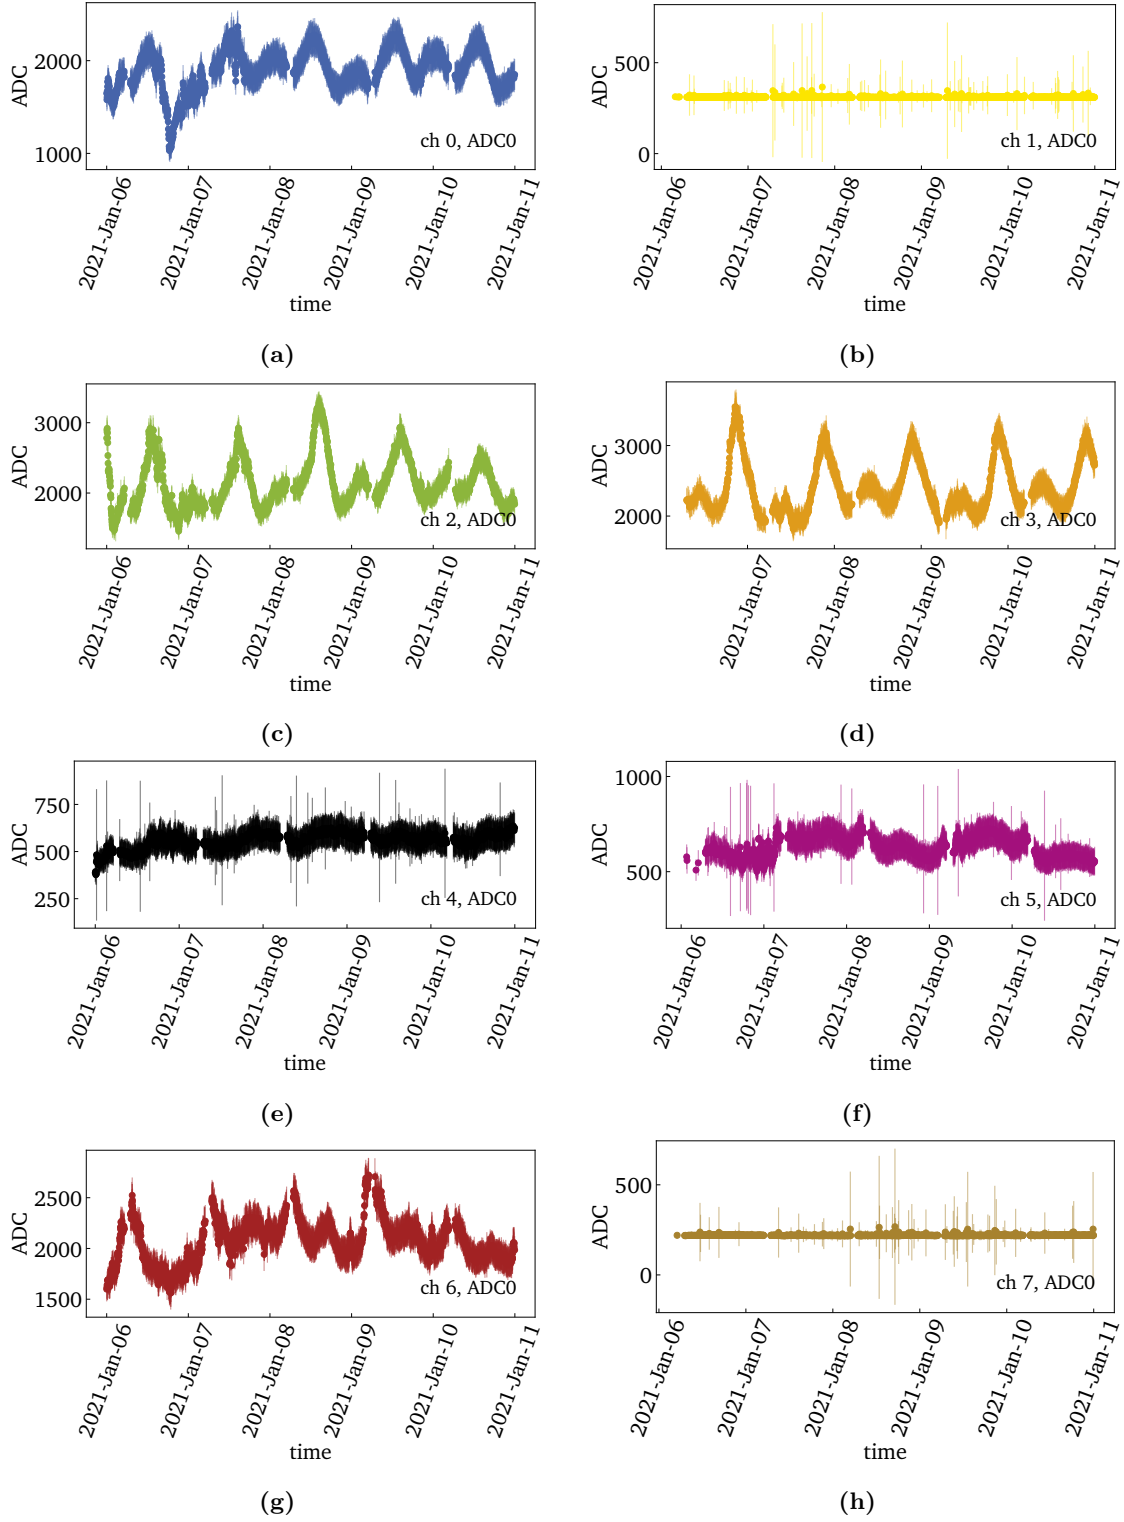 2000
1000
ADC
ch 0, ADC0
2021-Jan-06
2021-Jan-07
2021-Jan-08
2021-Jan-09
2021-Jan-10
2021-Jan-11
time
(a)
500
0
ADC
ch 1, ADC0
2021-Jan-06
2021-Jan-07
2021-Jan-08
2021-Jan-09
2021-Jan-10
2021-Jan-11
time
(b)
3000
2000
ADC
ch 2, ADC0
2021-Jan-06
2021-Jan-07
2021-Jan-08
2021-Jan-09
2021-Jan-10
2021-Jan-11
time
(c)
3000
2000
ADC
ch 3, ADC0
2021-Jan-07
2021-Jan-08
2021-Jan-09
2021-Jan-10
2021-Jan-11
time
(d)
750
500
250
ADC
ch 4, ADC0
2021-Jan-06
2021-Jan-07
2021-Jan-08
2021-Jan-09
2021-Jan-10
2021-Jan-11
time
(e)
1000
500
ADC
ch 5, ADC0
2021-Jan-06
2021-Jan-07
2021-Jan-08
2021-Jan-09
2021-Jan-10
2021-Jan-11
time
(f)
2500
2000
1500
ADC
ch 6, ADC0
2021-Jan-06
2021-Jan-07
2021-Jan-08
2021-Jan-09
2021-Jan-10
2021-Jan-11
time
(g)
500
0
ADC
ch 7, ADC0
2021-Jan-06
2021-Jan-07
2021-Jan-08
2021-Jan-09
2021-Jan-10
2021-Jan-11
time
(h)